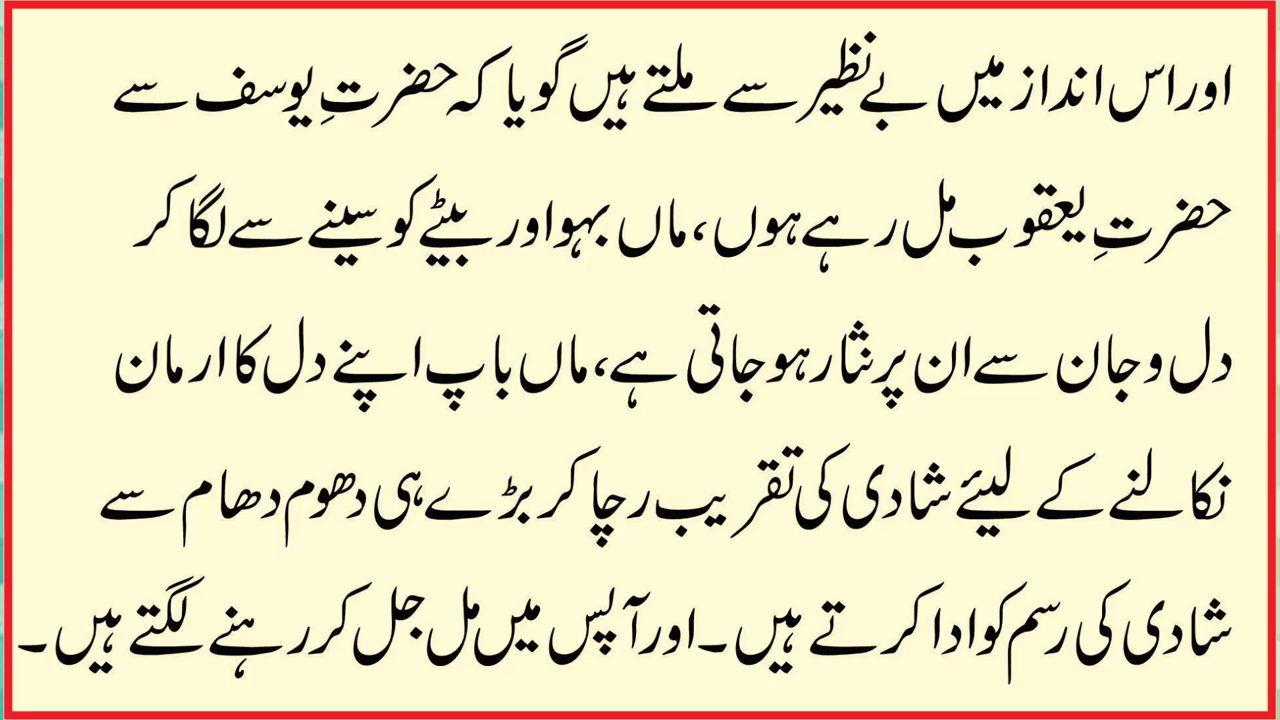 اور اس انداز میں بے نظیر سے ملتے ہیں گویا کہ حضرتِ یوسف سے
حضرتِ یعقوب مل رہے ہوں، ماں بہو اور بیٹے کو سینے سے لگا کر
دل و جان سے ان پر نثار ہو جاتی ہے، ماں باپ اپنے دل کا ارمان
نکالنے کے لیئے شادی کی تقریب رچا کر بڑے ہی دھوم دھام سے
شادی کی رسم کو ادا کرتے ہیں۔ اور آپس میں مل جل کر رہنے لگتے ہیں۔